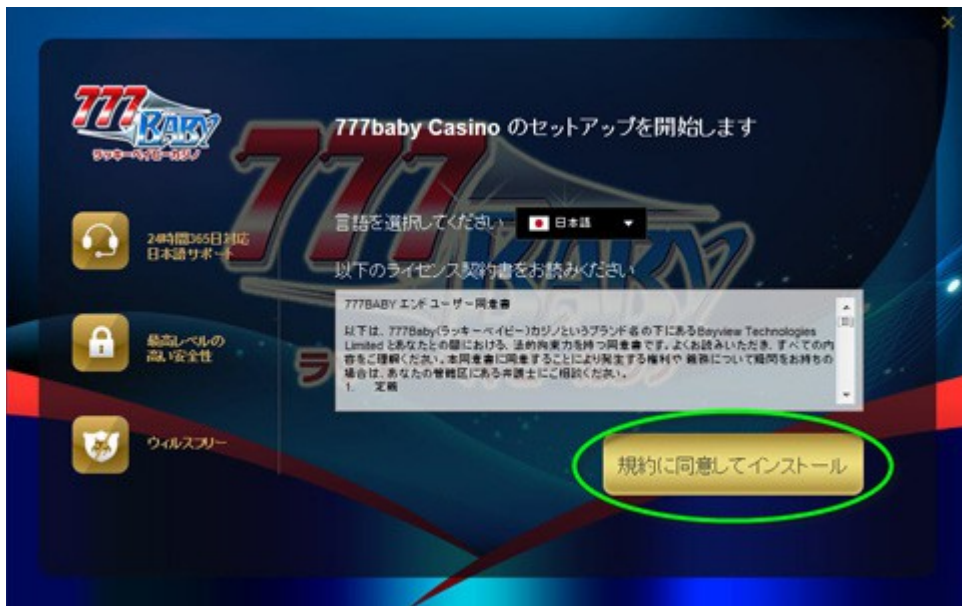 777
BABY
ラッキーベイビーカジノ
777baby Casino のセットアップを開始します
言語を選択してください
日本語
24時間365日対応
日本語サポート
以下のライセンス契約書をお読みください
777BABY エンド ユーザー同意書
以下は、777Baby(ラッキーベイビー)カジノというブランド名の下にあるBayview Technologies
Limited とあなたとの間における、法的拘束力を持つ同意書です。よくお読みいただき、すべての内
容をご理解ください。本同意書に同意することにより発生する権利や 義務について疑問をお持ちの
場合は、あなたの管轄区にある弁護士にご相談ください。
1. 定義
最高レベルの
高い安全性
ウィルスフリー
規約に同意してインストール